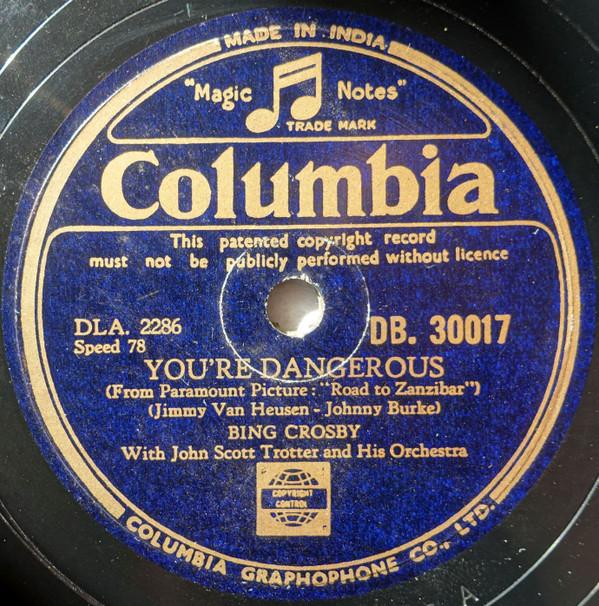 MADE IN INDIA
"Magic Notes"
TRADE MARK
Columbia
This patented copyright record
must not be publicly performed without licence
DLA. 2286
DB. 30017
Speed 78
YOU'RE DANGEROUS
(From Paramount Picture: "Road to Zanzibar")
(Jimmy Van Heusen - Johnny Burke)
BING CROSBY
With John Scott Trotter and His Orchestra
COPYRIGHT
CONTROL
COLUMBIA GRAPHOPHONE CO., LTD.
A